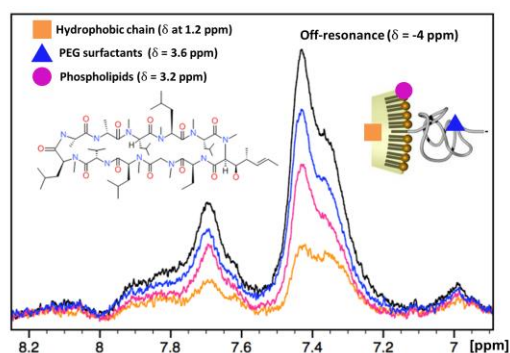 Hydrophobic chain (δ at 1.2 ppm)
PEG surfactants (δ = 3.6 ppm)
Phospholipids (δ = 3.2 ppm)
Off-resonance (δ = -4 ppm)
8.2 8 7.8 7.6 7.4 7.2 7 [ppm]